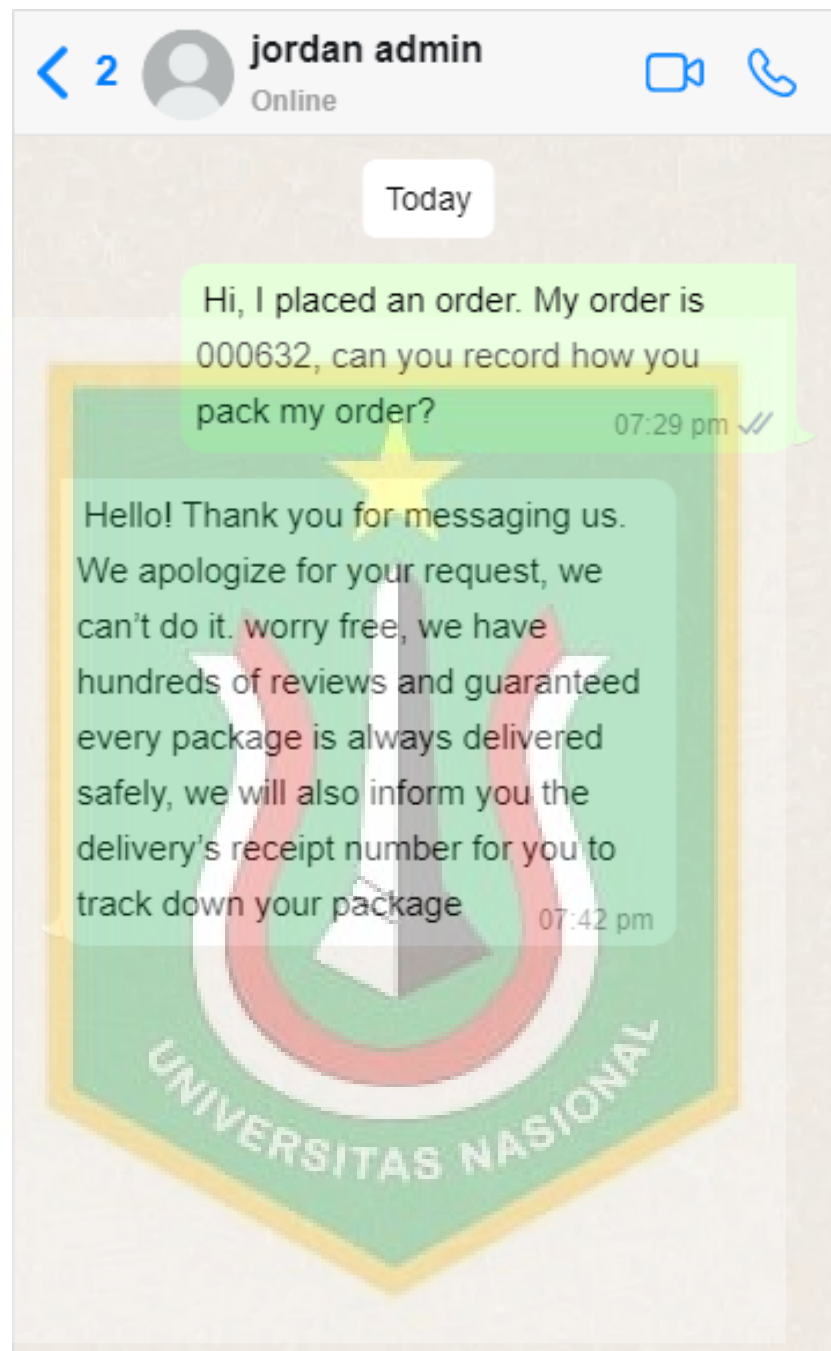 2
jordan admin
Online
Today
Hi, I placed an order. My order is
000632, can you record how you
pack my order?
07:29 pm
Hello! Thank you for messaging us.
We apologize for your request, we
can't do it. worry free, we have
hundreds of reviews and guaranteed
every package is always delivered
safely, we will also inform you the
delivery's receipt number for you to
track down your package
07:42 pm
UNIVERSITAS NASIONAL